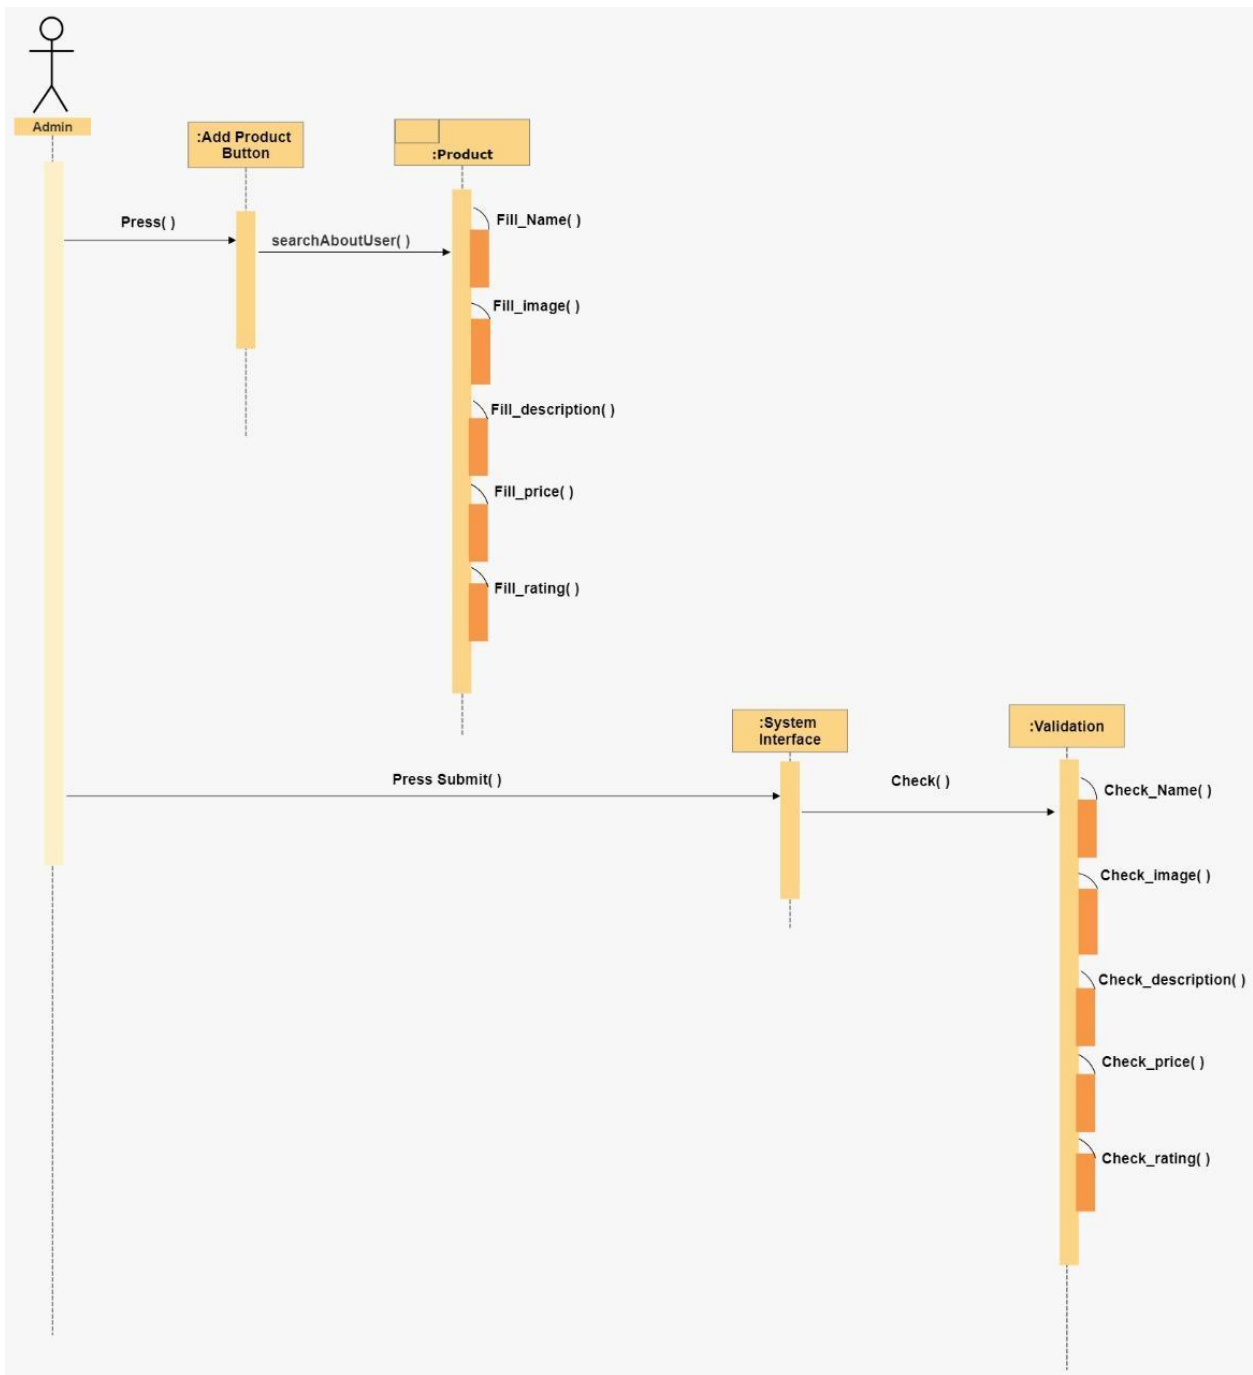 Admin
:Add Product
Button
:Product
Press( )
searchAboutUser( )
Fill_Name( )
Fill_image( )
Fill_description( )
Fill_price( )
Fill_rating( )
:System
Interface
:Validation
Press Submit( )
Check( )
Check_Name( )
Check_image( )
Check_description( )
Check_price( )
Check_rating( )